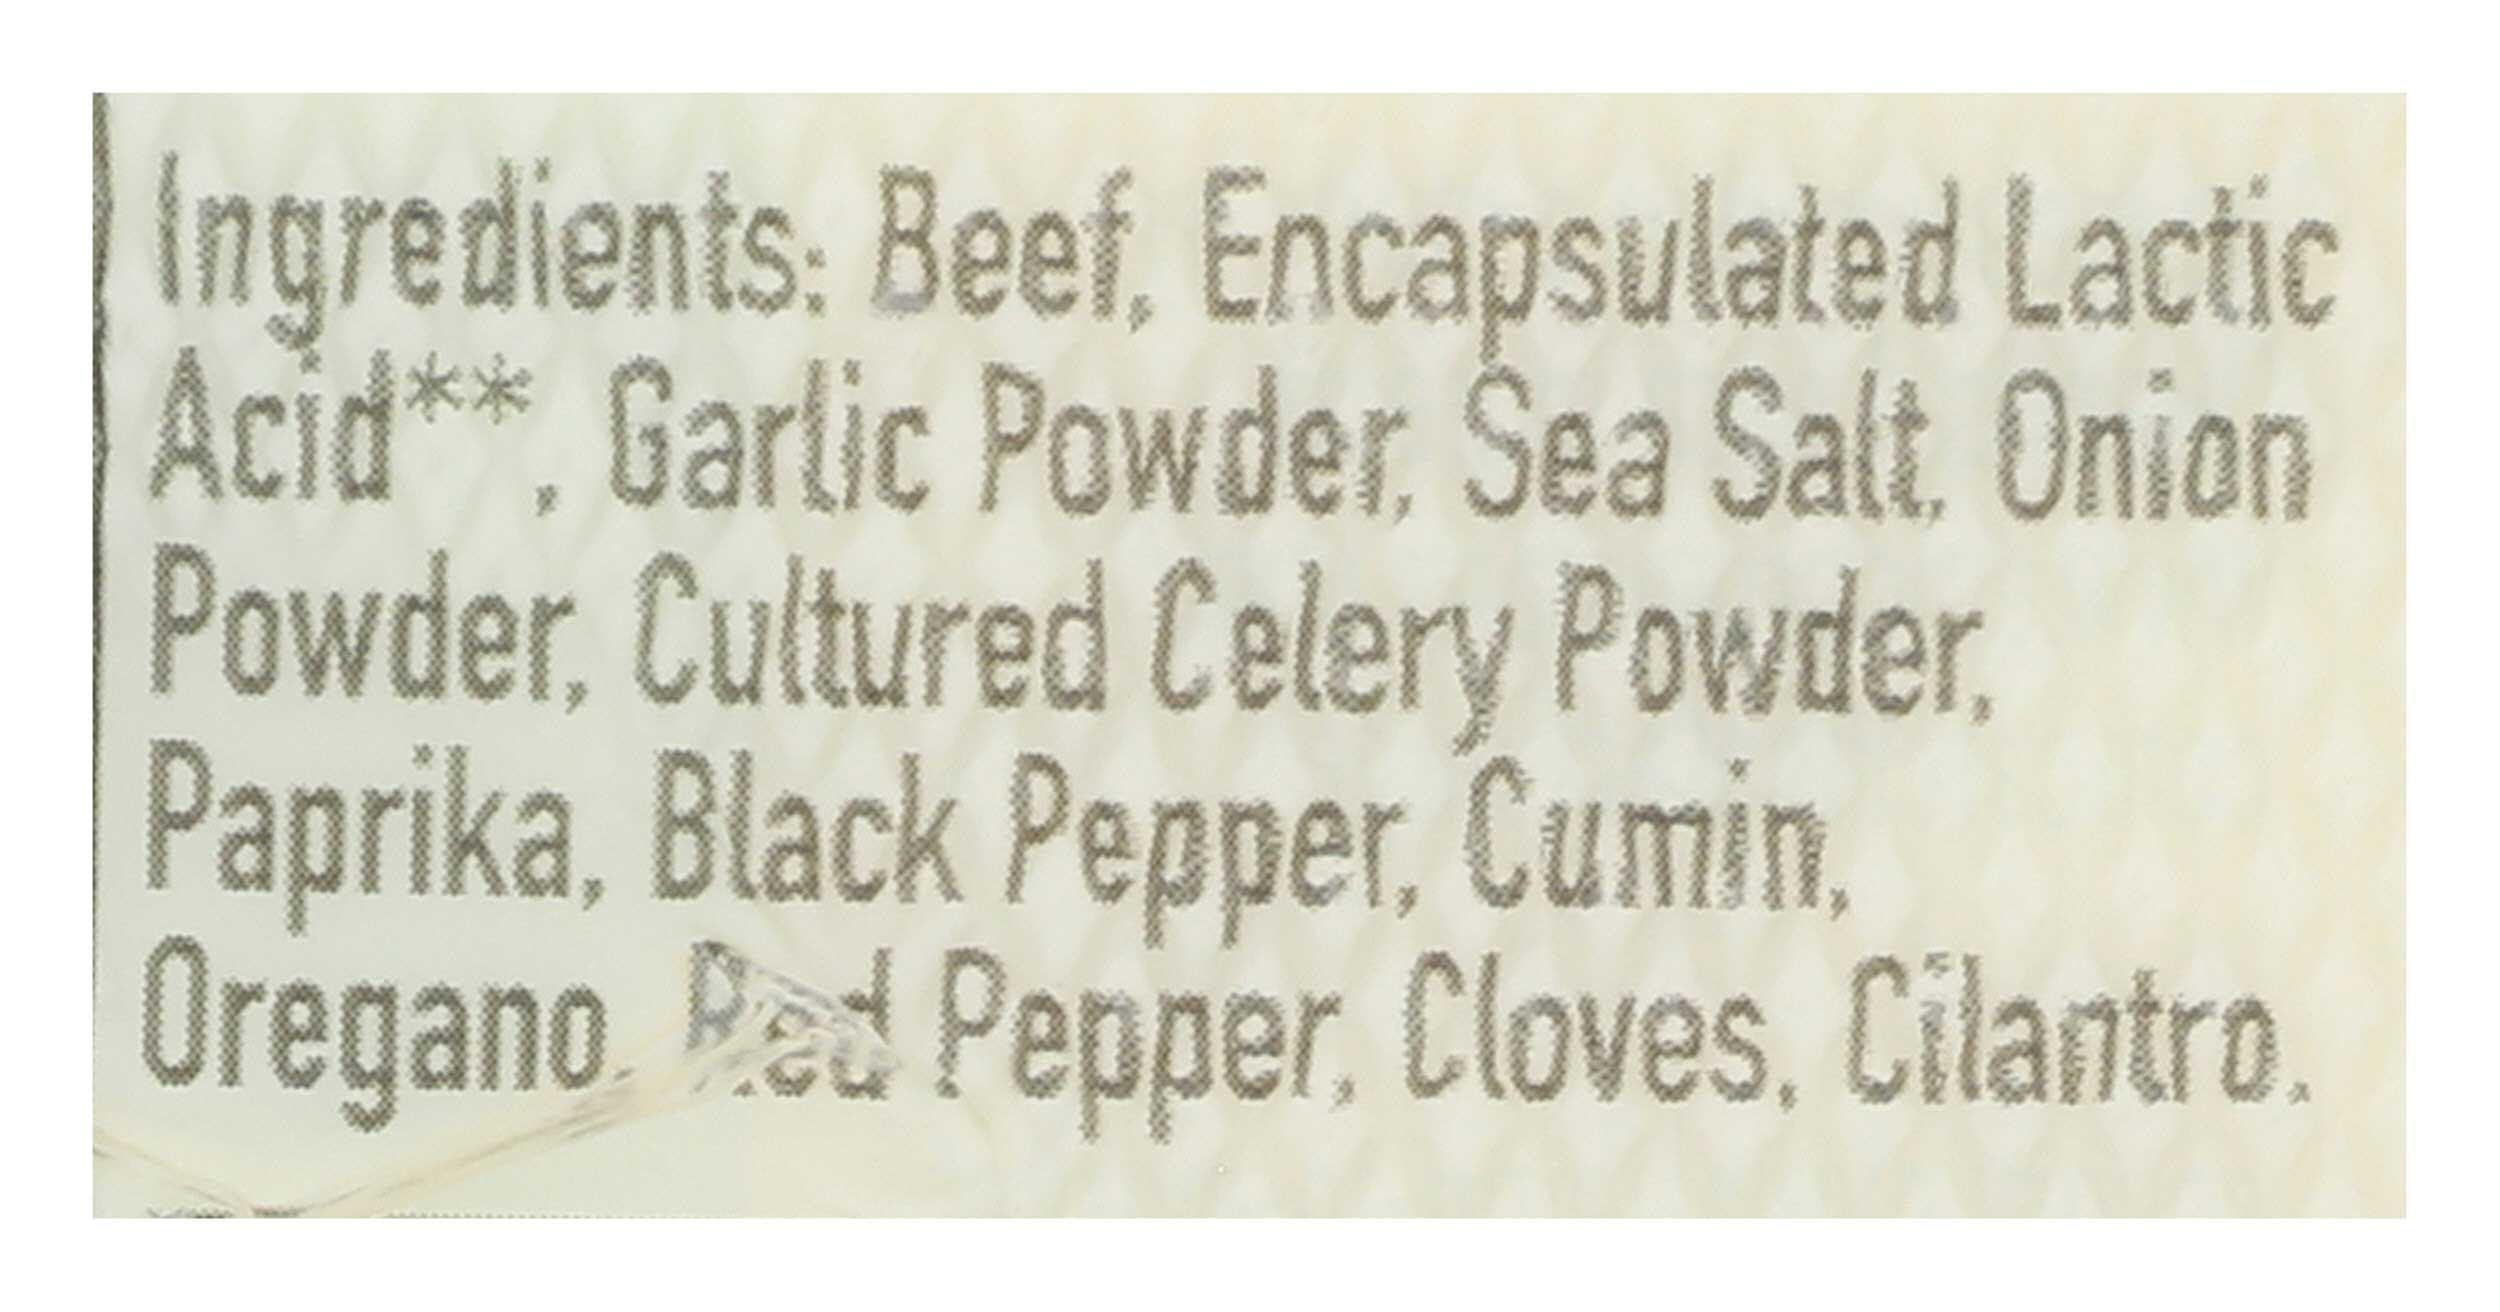 Ingredients: Beef, Encapsulated Lactic
Acid**, Garlic Powder, Sea Salt, Onion
Powder, Cultured Celery Powder,
Paprika, Black Pepper, Cumin,
Oregano Red Pepper, Cloves, Cilantro.